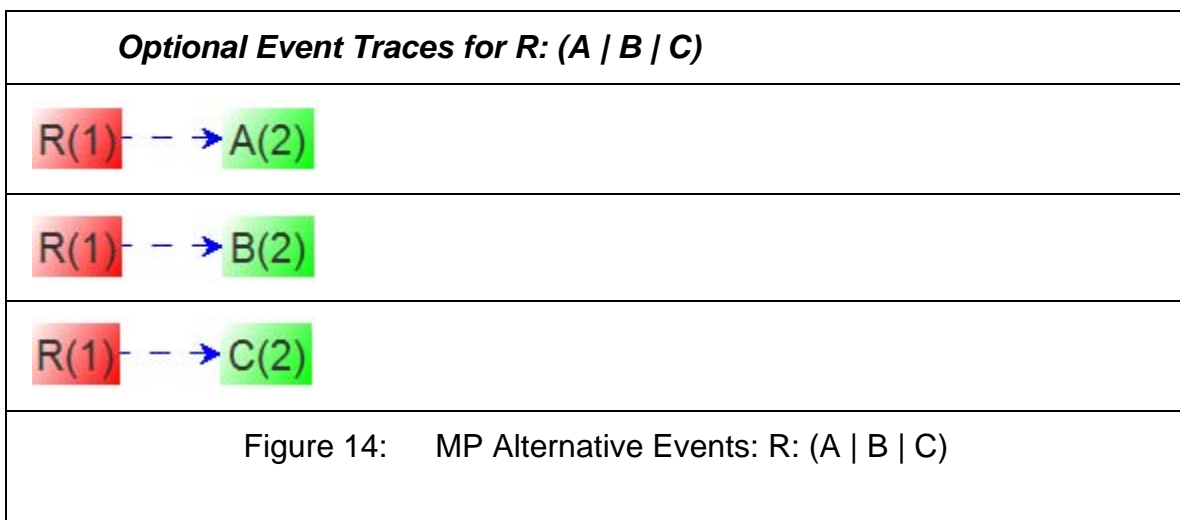 Optional Event Traces for R: (A | B | C)
R(1) A(2)
R(1) B(2)
R(1) C(2)
Figure 14: MP Alternative Events: R: (A | B | C)